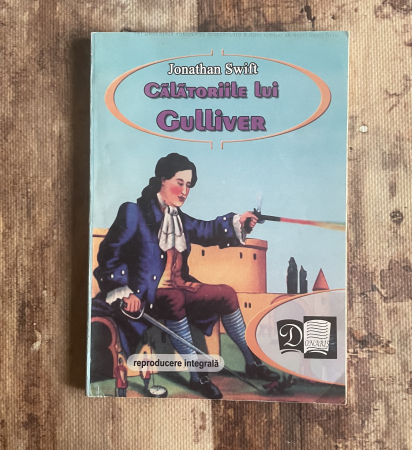 Jonathan Swift
Călătoriile lui
Gulliver
reproducere integrală